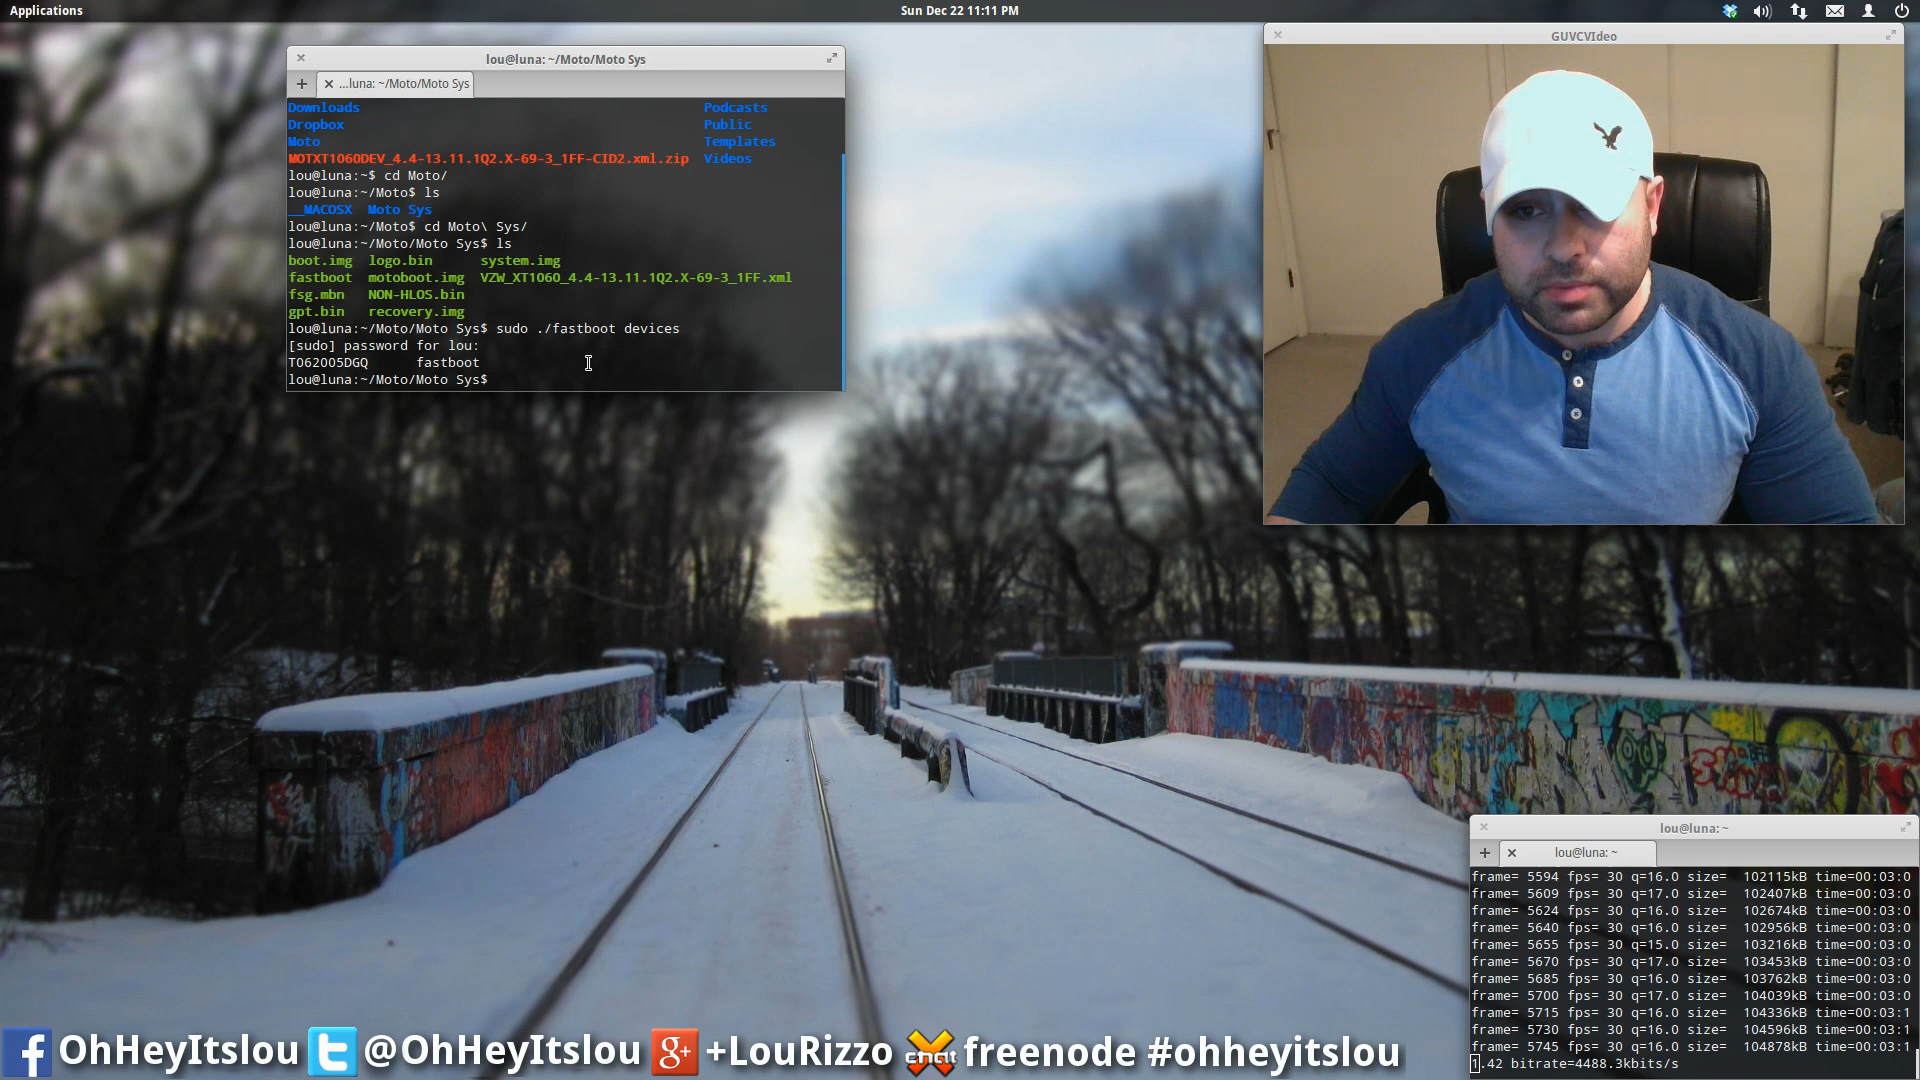 Applications
Sun Dec 22 11:11 PM
lou@luna: ~/Moto/Moto Sys
...luna: ~/Moto/Moto Sys
Downloads Podcasts
Dropbox Public
Moto Templates
MOTXT1060DEV_4.4-13.11.1Q2.X-69-3_1FF-CID2.xml.zip Videos
lou@luna:~$ cd Moto/
lou@luna:~/Moto$ ls
__MACOSX Moto Sys
lou@luna:~/Moto$ cd Moto\ Sys/
lou@luna:~/Moto/Moto Sys$ ls
boot.img logo.bin system.img
fastboot motoboot.img VZW_XT1060_4.4-13.11.1Q2.X-69-3_1FF.xml
fsg.mbn NON-HLOS.bin
gpt.bin recovery.img
lou@luna:~/Moto/Moto Sys$ sudo ./fastboot devices
[sudo] password for lou:
T062005DGQ fastboot
lou@luna:~/Moto/Moto Sys$
GUVCVIdeo
lou@luna: ~
lou@luna: ~
frame= 5594 fps= 30 q=16.0 size= 102115kB time=00:03:0
frame= 5609 fps= 30 q=17.0 size= 102407kB time=00:03:0
frame= 5624 fps= 30 q=16.0 size= 102674kB time=00:03:0
frame= 5640 fps= 30 q=16.0 size= 102956kB time=00:03:0
frame= 5655 fps= 30 q=15.0 size= 103216kB time=00:03:0
frame= 5670 fps= 30 q=17.0 size= 103453kB time=00:03:0
frame= 5685 fps= 30 q=16.0 size= 103762kB time=00:03:0
frame= 5700 fps= 30 q=17.0 size= 104039kB time=00:03:0
frame= 5715 fps= 30 q=16.0 size= 104336kB time=00:03:1
frame= 5730 fps= 30 q=16.0 size= 104596kB time=00:03:1
frame= 5745 fps= 30 q=16.0 size= 104878kB time=00:03:1
1.42 bitrate=4488.3kbits/s
f OhHeyItslou t @OhHeyItslou g+ +LouRizzo chat freenode #ohheyitslou